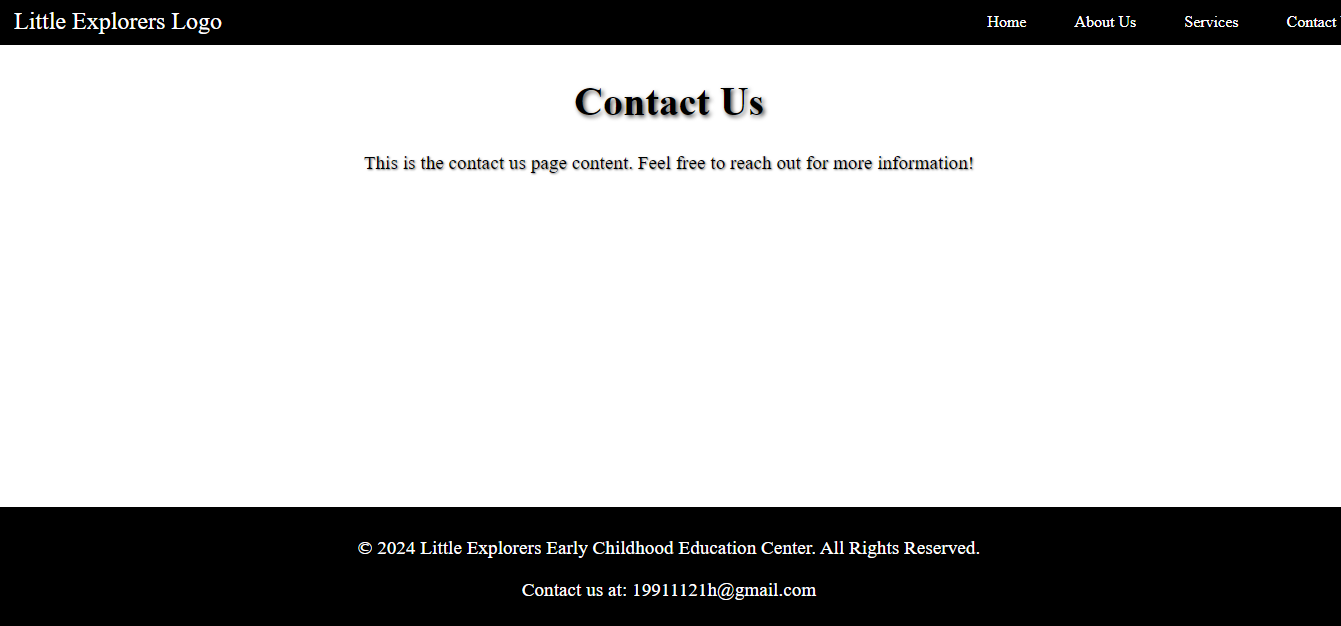 Little Explorers Logo Home About Us Services Contact
Contact Us
This is the contact us page content. Feel free to reach out for more information!
© 2024 Little Explorers Early Childhood Education Center. All Rights Reserved.
Contact us at: 19911121h@gmail.com